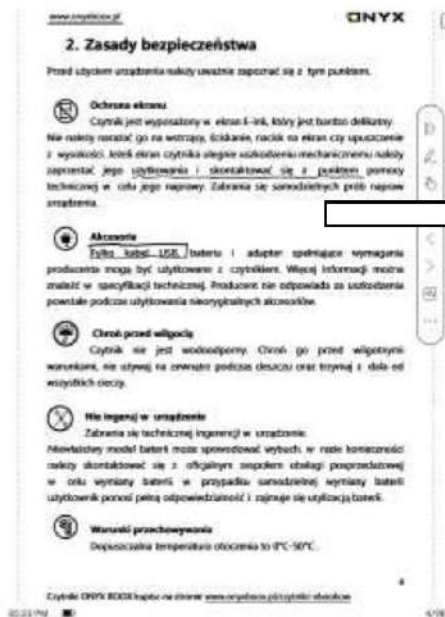 www.onyxboox.pl
ONYX
2. Zasady bezpieczeństwa
Przed użyciem urządzenia należy uważnie zapoznać się z tym punktem.
Ochrona ekranu
Czytnik jest wyposażony w ekran E-Ink, który jest bardzo delikatny.
Nie należy narażać go na wstrząsy, ściskanie, nacisk na ekran czy upuszczenie
z wysokości. Jeżeli ekran czytnika ulegnie uszkodzeniu mechanicznemu należy
zaprzestać jego użytkowania i skontaktować się z punktem pomocy
technicznej w celu jego naprawy. Zabrania się samodzielnych prób napraw
urządzenia.
Akcesoria
Tylko kabel USB, bateria i adapter spełniające wymagania
producenta mogą być użytkowane z czytnikiem. Więcej informacji można
znaleźć w specyfikacji technicznej. Producent nie odpowiada za uszkodzenia
powstałe podczas użytkowania nieoryginalnych akcesoriów.
Chroń przed wilgocią
Czytnik nie jest wodoodporny. Chroń go przed wilgotnymi
warunkami, nie używaj na zewnątrz podczas deszczu oraz trzymaj z dala od
wszystkich cieczy.
Nie ingeruj w urządzenie
Zabrania się technicznej ingerencji w urządzenie.
Niewłaściwy model baterii może spowodować wybuch, w razie konieczności
należy skontaktować się z oficjalnym zespołem obsługi posprzedażowej
w celu wymiany baterii w przypadku samodzielnej wymiany baterii
użytkownik ponosi pełną odpowiedzialność i zajmuje się utylizacją baterii.
Warunki przechowywania
Dopuszczalna temperatura otoczenia to 0°C-50°C.
4
Czytniki ONYX BOOX kupisz na stronie www.onyxboox.pl/czytniki-ebookow